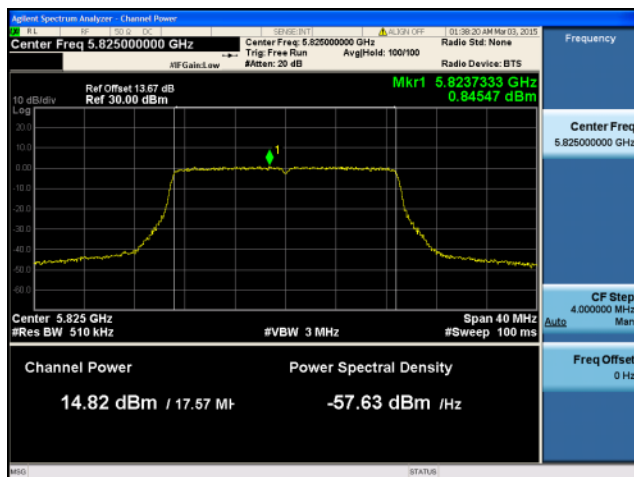 Agilent Spectrum Analyzer - Channel Power
RL RF 50 Ω DC SENSE:INT ALIGN OFF 01:38:20 AM Mar 03, 2015
Center Freq 5.825000000 GHz Center Freq: 5.825000000 GHz Radio Std: None Frequency
Trig: Free Run Avg|Hold: 100/100
#IFGain:Low #Atten: 20 dB Radio Device: BTS
Ref Offset 13.67 dB Mkr1 5.8237333 GHz
10 dB/div Ref 30.00 dBm 0.84547 dBm
Log
20.0
10.0
0.00
-10.0
-20.0
-30.0
-40.0
-50.0
-60.0
1
Center Freq
5.825000000 GHz
Center 5.825 GHz Span 40 MHz
#Res BW 510 kHz #VBW 3 MHz #Sweep 100 ms
CF Step
4.000000 MHz
Auto Man
Channel Power Power Spectral Density
14.82 dBm / 17.57 MH -57.63 dBm /Hz
Freq Offset
0 Hz
MSG STATUS